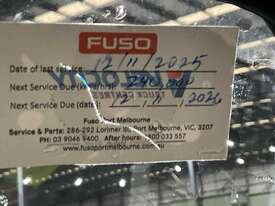 FUSO
Date of last service: 12/11/2025
Next Service Due (km/hrs): 240,000
Next Service Due (date): 12 11 2026
Fuso Port Melbourne
Service & Parts: 286-292 Lorimer St, Port Melbourne, VIC, 3207
PH 03 9046 9400 After hours: 1800 033 557
www.fusoportmelbourne.com